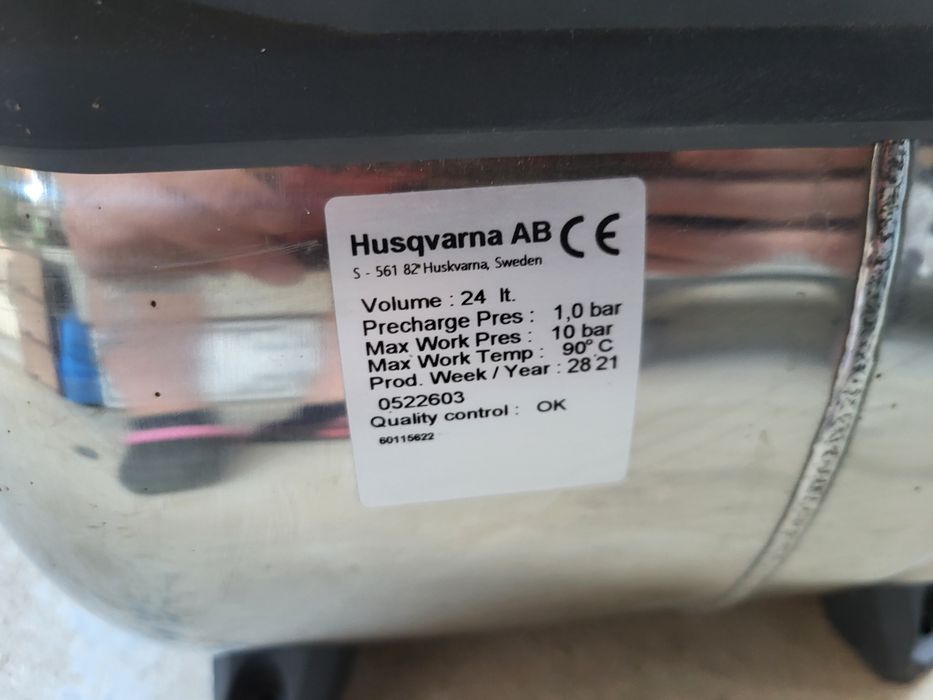 Husqvarna AB CE
S - 561 82 Huskvarna, Sweden
Volume : 24 lt.
Precharge Pres : 1,0 bar
Max Work Pres : 10 bar
Max Work Temp : 90° C
Prod. Week / Year : 28 21
0522603
Quality control : OK
60115622